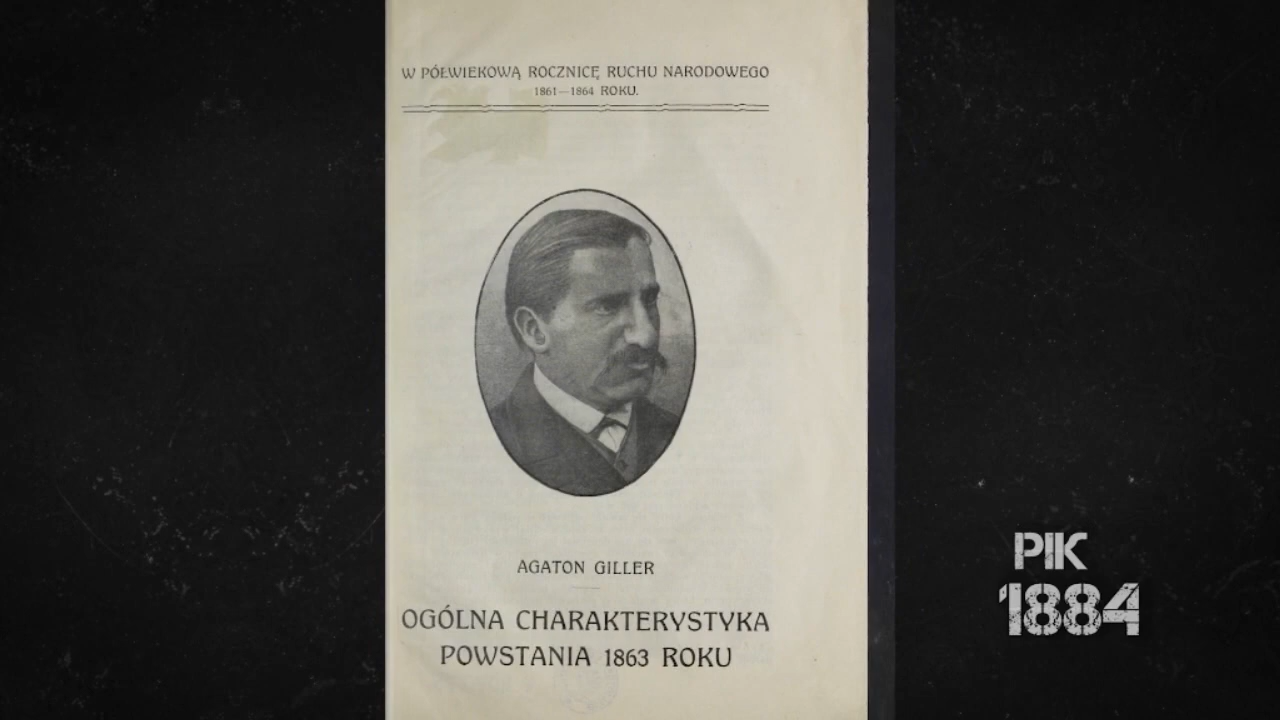 W PÓŁWIEKOWĄ ROCZNICĘ RUCHU NARODOWEGO
1861—1864 ROKU.
AGATON GILLER
OGÓLNA CHARAKTERYSTYKA
POWSTANIA 1863 ROKU
PIK
1884